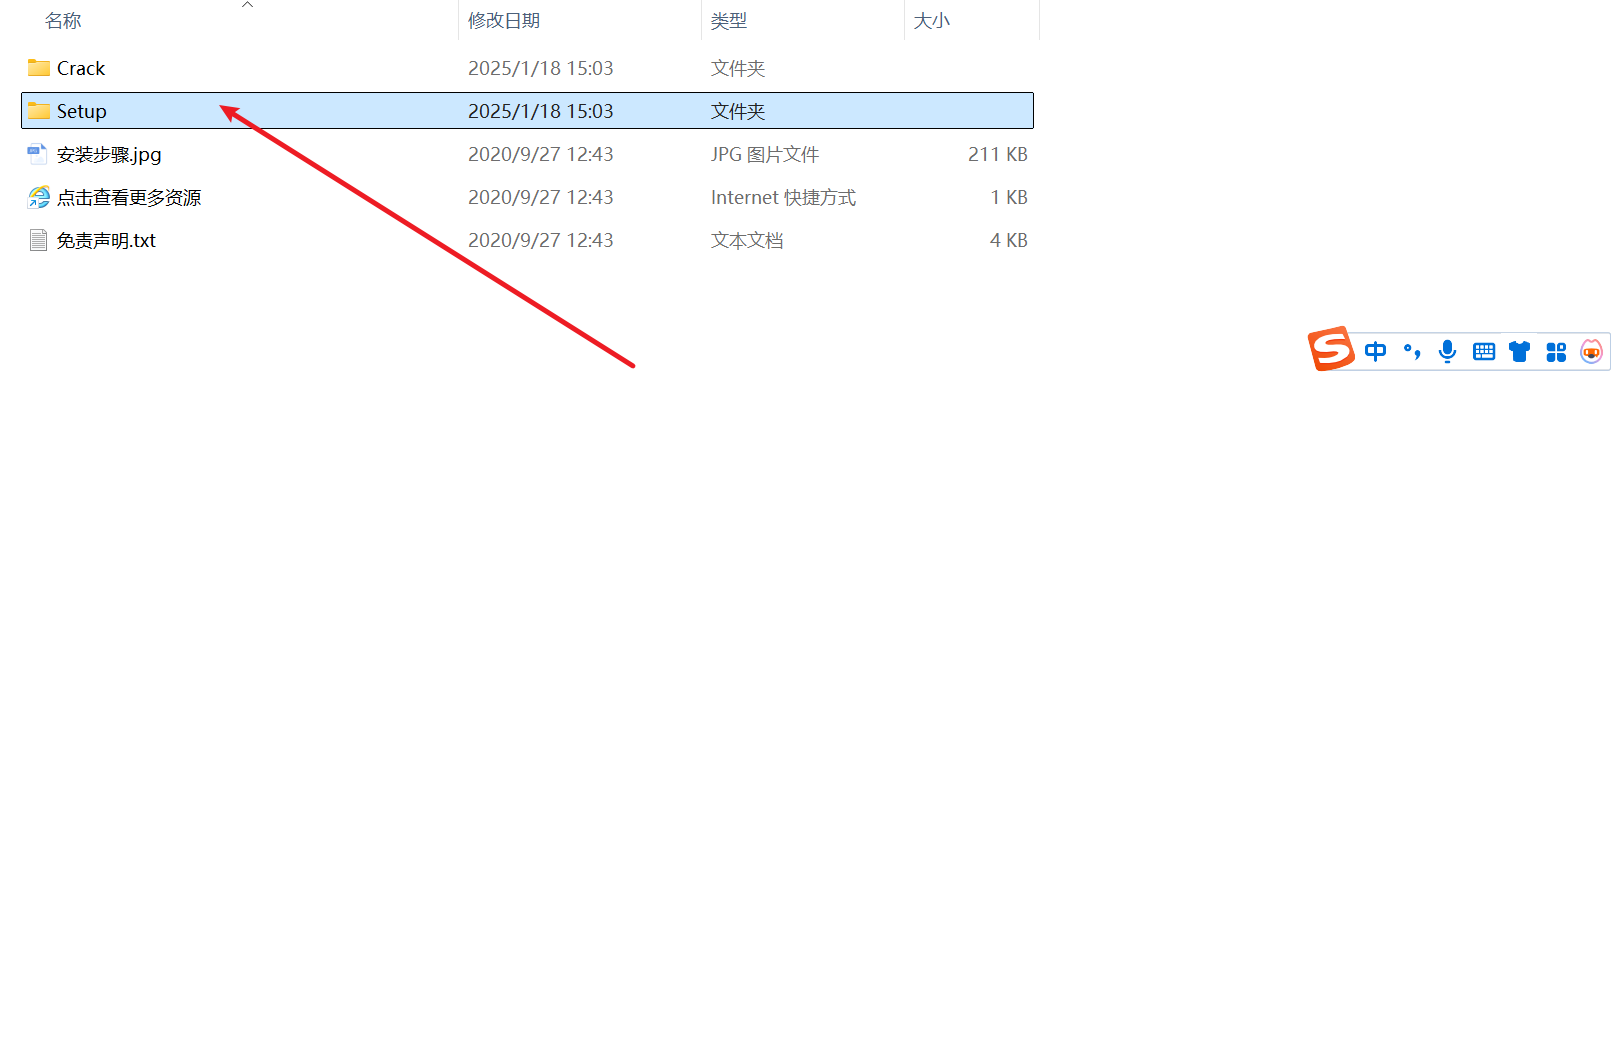 名称 修改日期 类型 大小
Crack 2025/1/18 15:03 文件夹
Setup 2025/1/18 15:03 文件夹
安装步骤.jpg 2020/9/27 12:43 JPG 图片文件 211 KB
点击查看更多资源 2020/9/27 12:43 Internet 快捷方式 1 KB
免责声明.txt 2020/9/27 12:43 文本文档 4 KB
S 中 °,